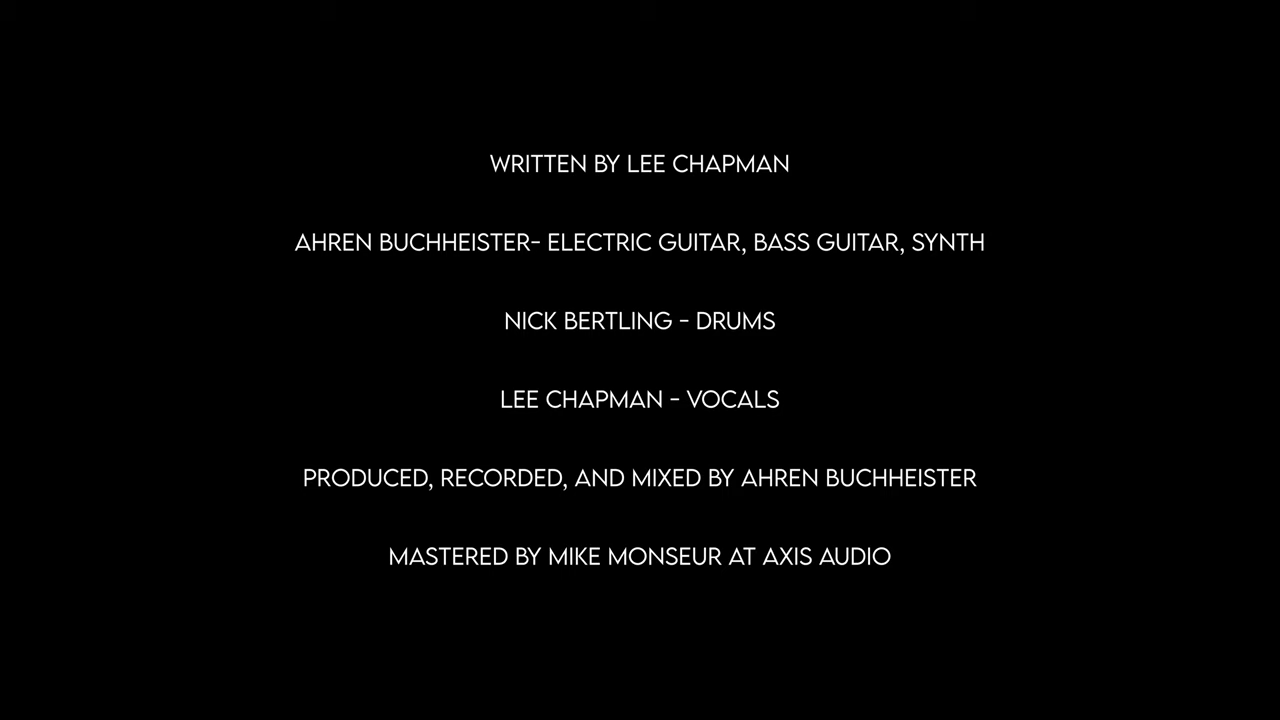 WRITTEN BY LEE CHAPMAN
AHREN BUCHHEISTER- ELECTRIC GUITAR, BASS GUITAR, SYNTH
NICK BERTLING - DRUMS
LEE CHAPMAN - VOCALS
PRODUCED, RECORDED, AND MIXED BY AHREN BUCHHEISTER
MASTERED BY MIKE MONSEUR AT AXIS AUDIO